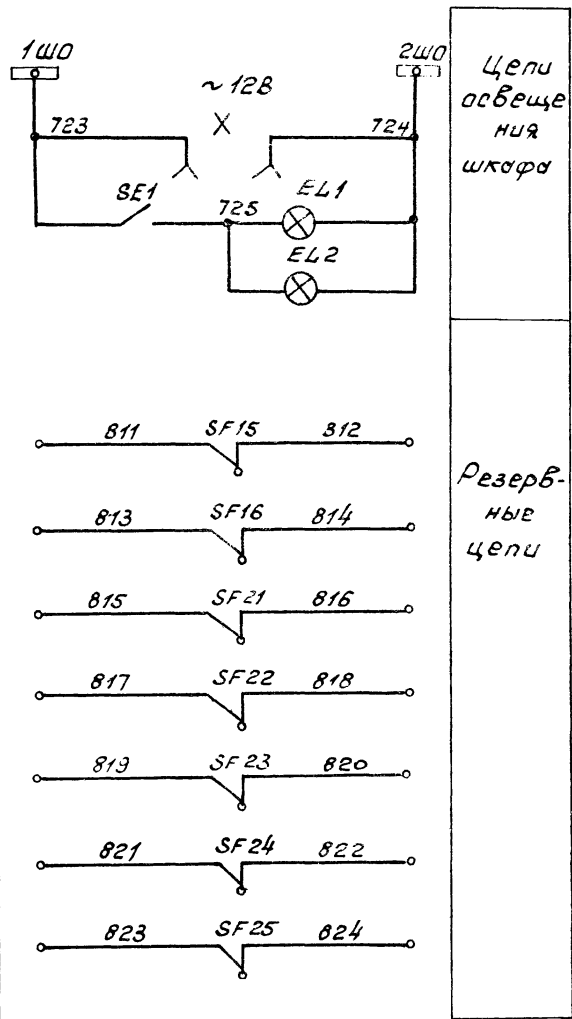 1ШО
2ШО
~12В
723
724
SE1
725
EL1
EL2
Цепи
освеще
ния
шкафа
811 SF15 812
813 SF16 814
815 SF21 816
817 SF22 818
819 SF23 820
821 SF24 822
823 SF25 824
Резерв-
ные
цепи